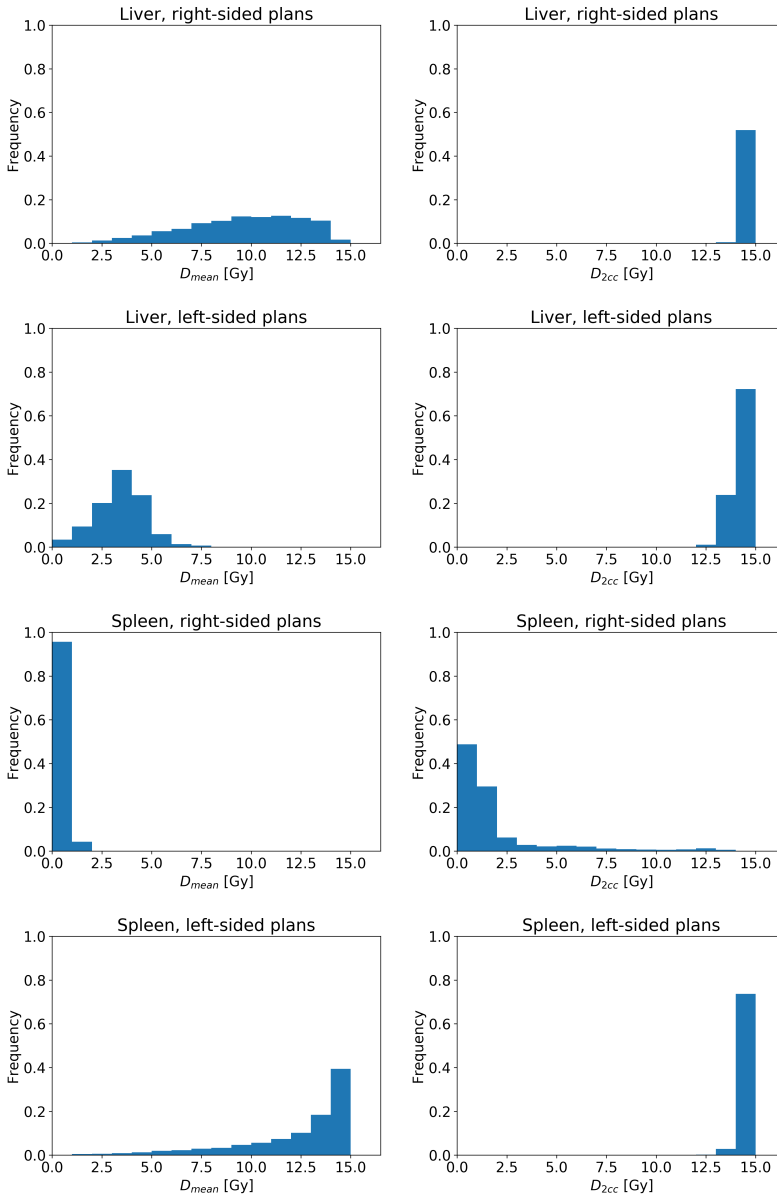 Liver, right-sided plans
1.0
0.8
0.6
0.4
0.2
0.0
Frequency
0.0 2.5 5.0 7.5 10.0 12.5 15.0
D_mean [Gy]
Liver, right-sided plans
1.0
0.8
0.6
0.4
0.2
0.0
Frequency
0.0 2.5 5.0 7.5 10.0 12.5 15.0
D_2cc [Gy]
Liver, left-sided plans
1.0
0.8
0.6
0.4
0.2
0.0
Frequency
0.0 2.5 5.0 7.5 10.0 12.5 15.0
D_mean [Gy]
Liver, left-sided plans
1.0
0.8
0.6
0.4
0.2
0.0
Frequency
0.0 2.5 5.0 7.5 10.0 12.5 15.0
D_2cc [Gy]
Spleen, right-sided plans
1.0
0.8
0.6
0.4
0.2
0.0
Frequency
0.0 2.5 5.0 7.5 10.0 12.5 15.0
D_mean [Gy]
Spleen, right-sided plans
1.0
0.8
0.6
0.4
0.2
0.0
Frequency
0.0 2.5 5.0 7.5 10.0 12.5 15.0
D_2cc [Gy]
Spleen, left-sided plans
1.0
0.8
0.6
0.4
0.2
0.0
Frequency
0.0 2.5 5.0 7.5 10.0 12.5 15.0
D_mean [Gy]
Spleen, left-sided plans
1.0
0.8
0.6
0.4
0.2
0.0
Frequency
0.0 2.5 5.0 7.5 10.0 12.5 15.0
D_2cc [Gy]